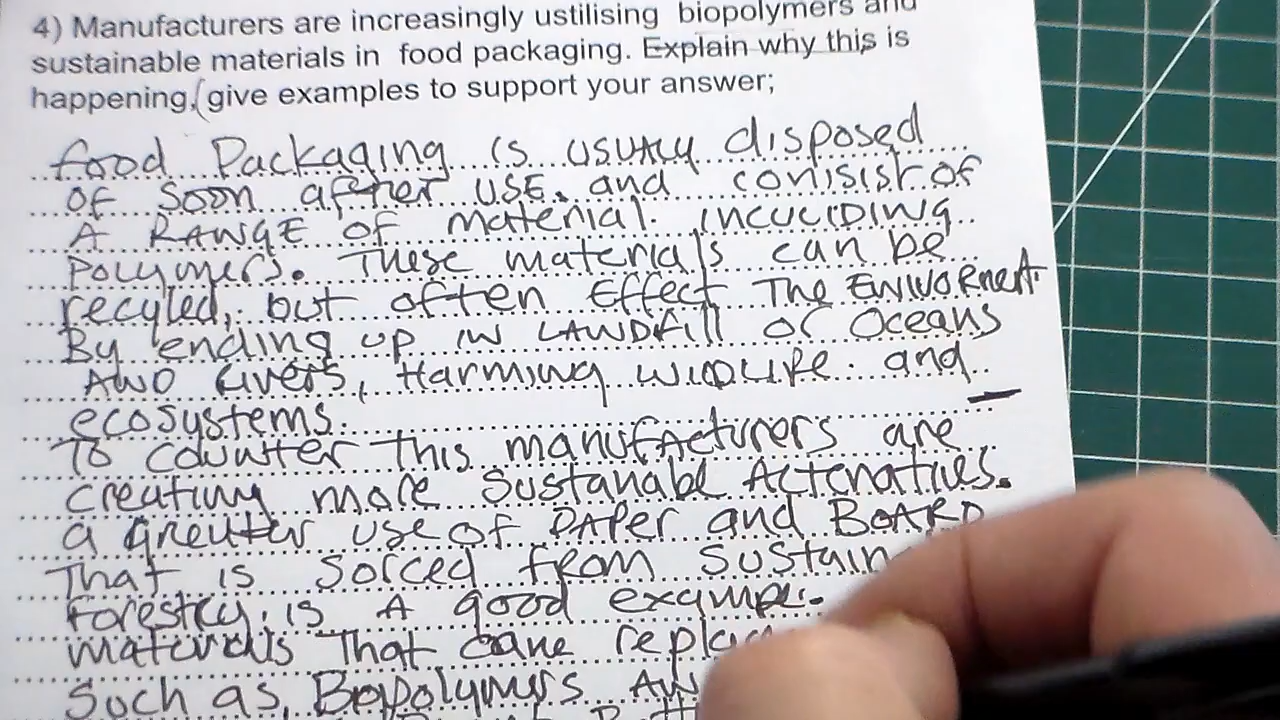 4) Manufacturers are increasingly ustilising biopolymers and
sustainable materials in food packaging. Explain why this is
happening, give examples to support your answer;
food Packaging is usually disposed
OF Soon after USE. and conisist of
A RANGE OF material. INCUCIDING
Polymers. These materials can be
recyled, but often Effect The
By ending up IN LANDFill or Oceans
AND rivers, Harming WILDLIFE. and
ecosystems.
To counter this manufacturers are
creating more Sustanable Alternatives.
a greater use of PAPer and BOARD
That is Sorced from Sustain
Forestry. is A good example.
materials That cane repla
Such as, Biopolymers AN